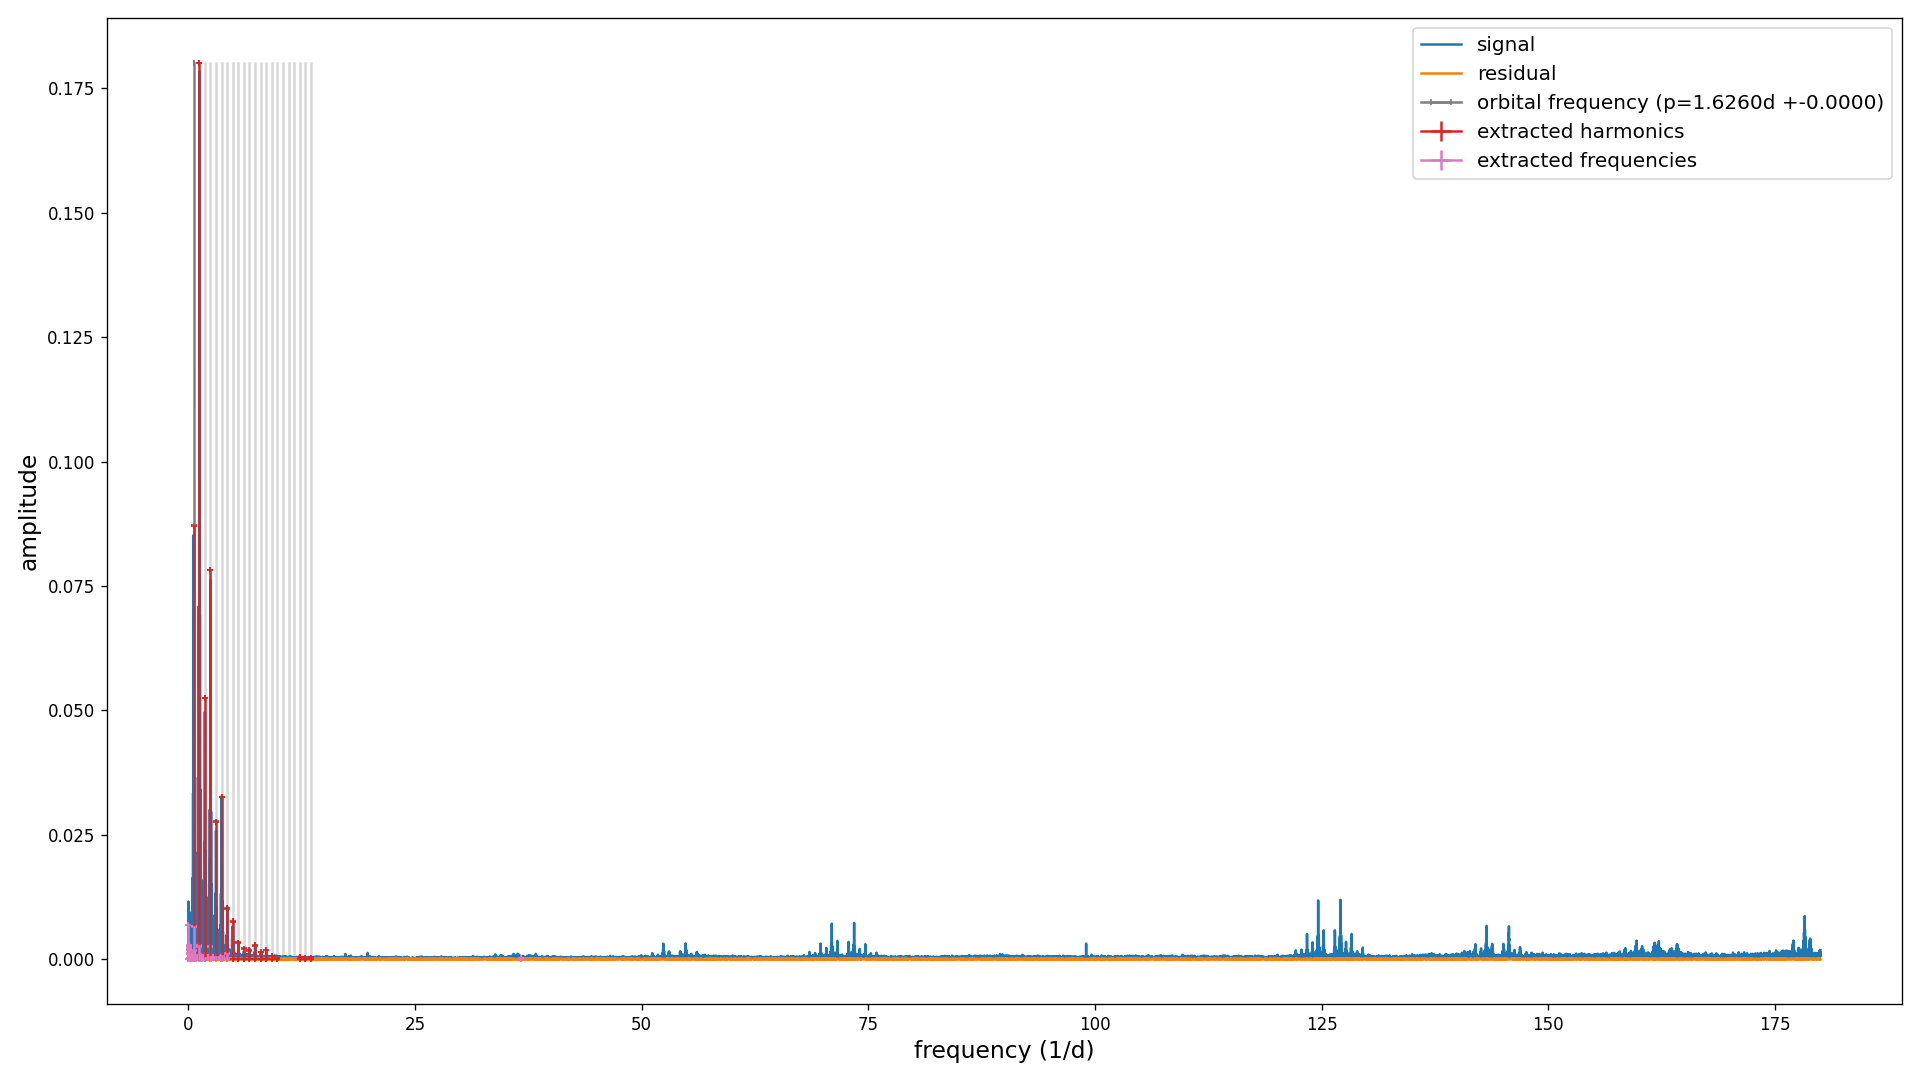 signal
residual
orbital frequency (p=1.6260d +-0.0000)
extracted harmonics
extracted frequencies
amplitude
0.175
0.150
0.125
0.100
0.075
0.050
0.025
0.000
0 25 50 75 100 125 150 175
frequency (1/d)